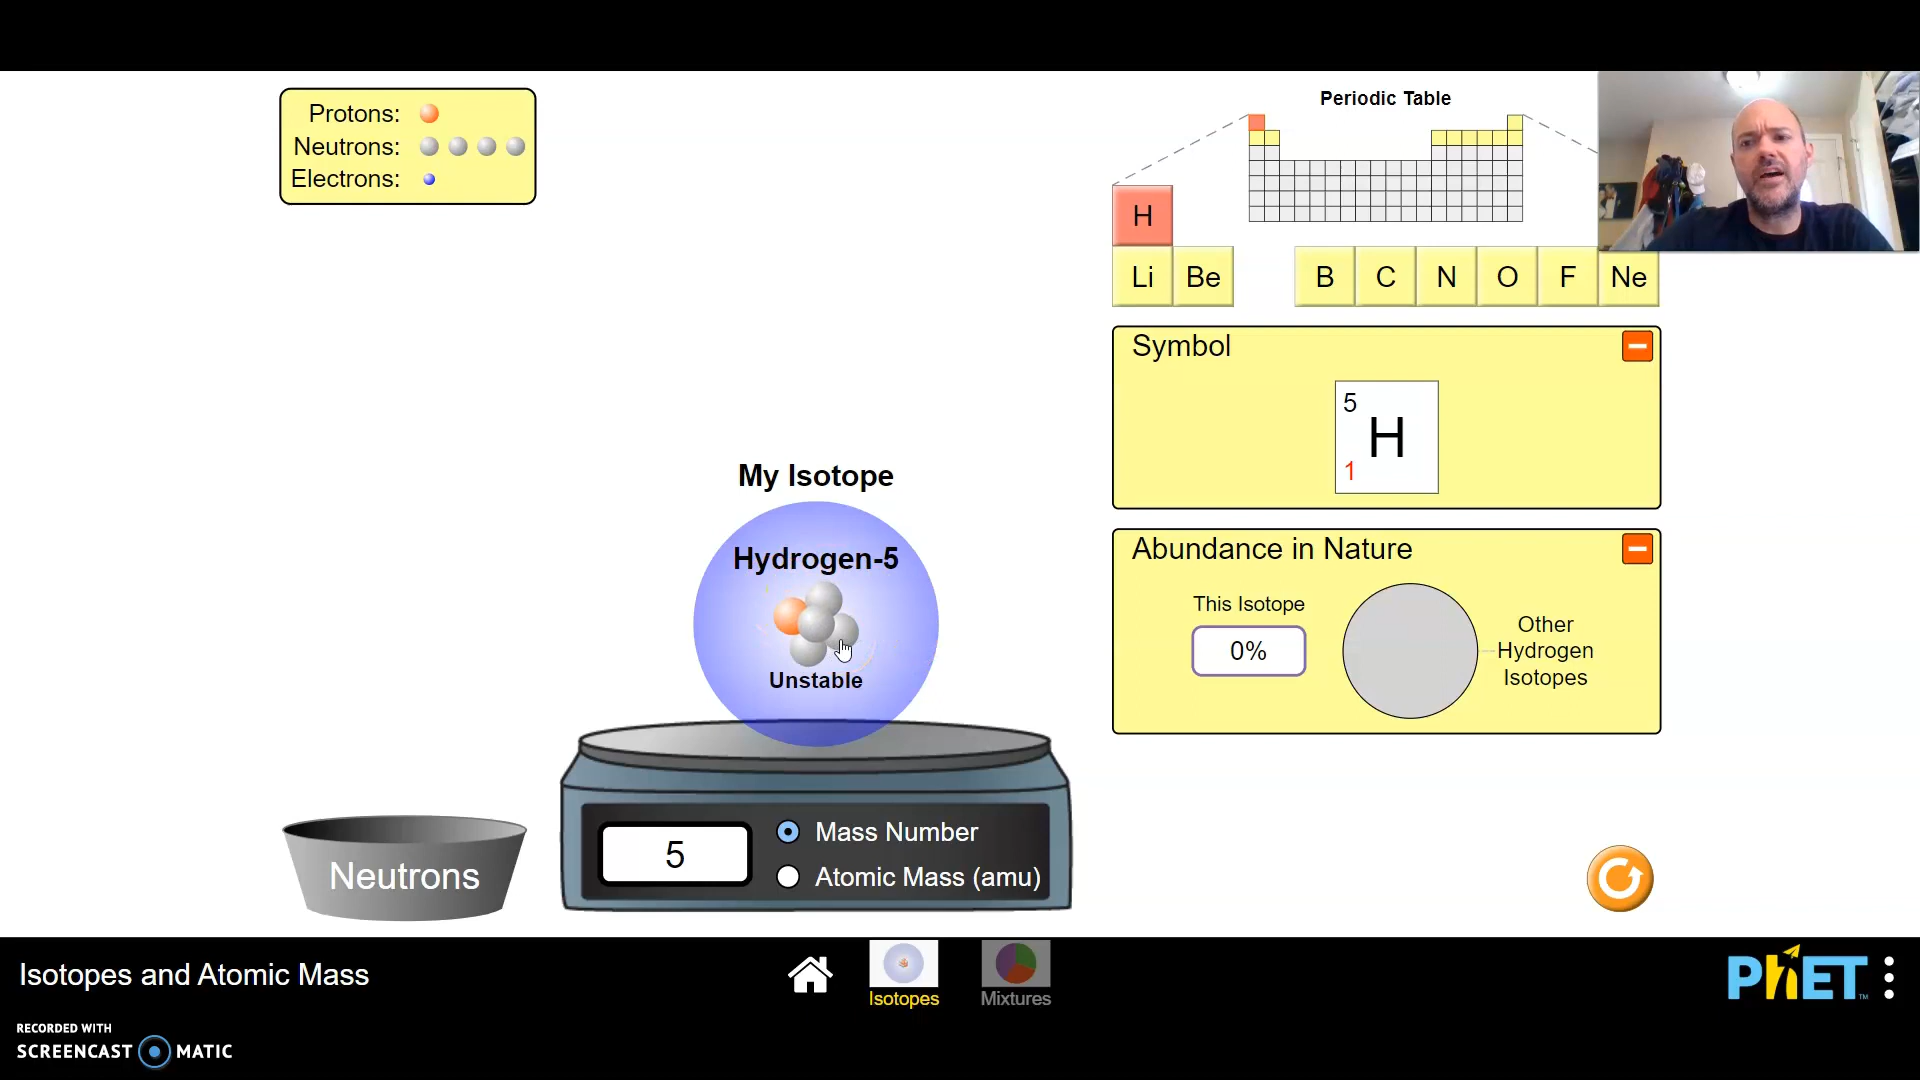 Protons:
Neutrons:
Electrons:
Periodic Table
H
Li Be B C N O F Ne
Symbol
5
H
1
My Isotope
Hydrogen-5
Unstable
Abundance in Nature
This Isotope
0%
Other
Hydrogen
Isotopes
5
Mass Number
Atomic Mass (amu)
Neutrons
Isotopes and Atomic Mass
Isotopes
Mixtures
PhET
RECORDED WITH
SCREENCAST MATIC